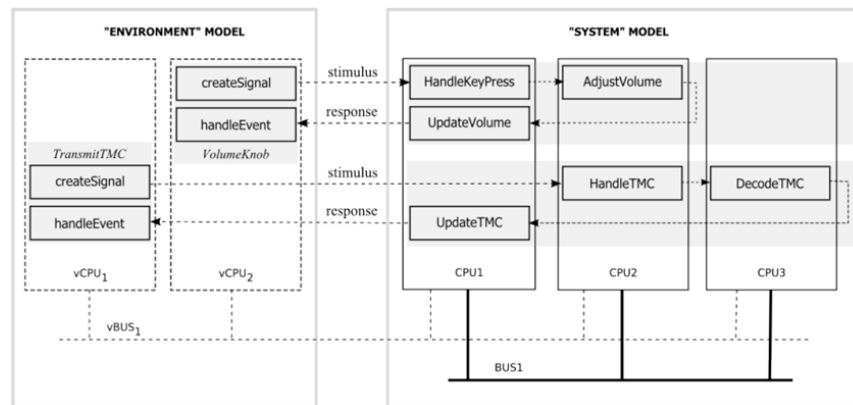 "ENVIRONMENT" MODEL
"SYSTEM" MODEL
createSignal
stimulus
HandleKeyPress
AdjustVolume
handleEvent
response
UpdateVolume
TransmitTMC
VolumeKnob
createSignal
stimulus
HandleTMC
DecodeTMC
handleEvent
response
UpdateTMC
vCPU1
vCPU2
CPU1
CPU2
CPU3
vBUS1
BUS1